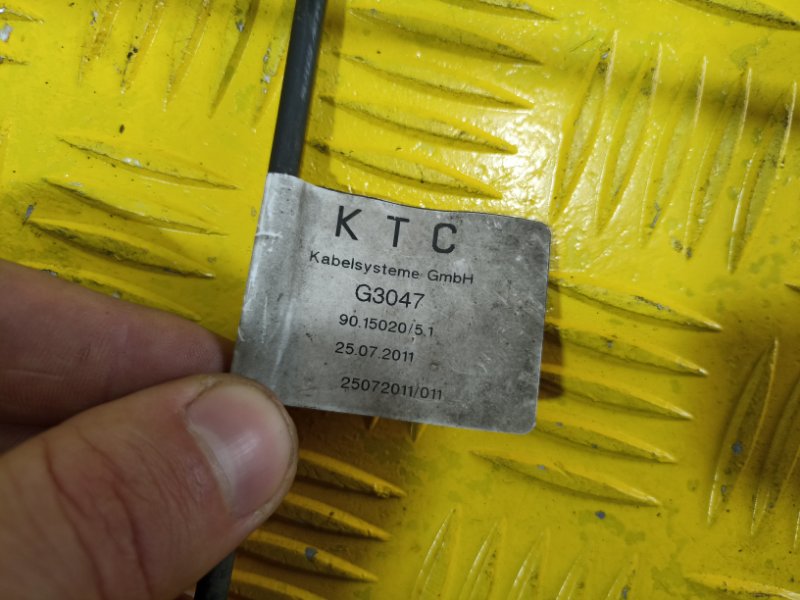 KTC
Kabelsysteme GmbH
G3047
90.15020/5.1
25.07.2011
25072011/011